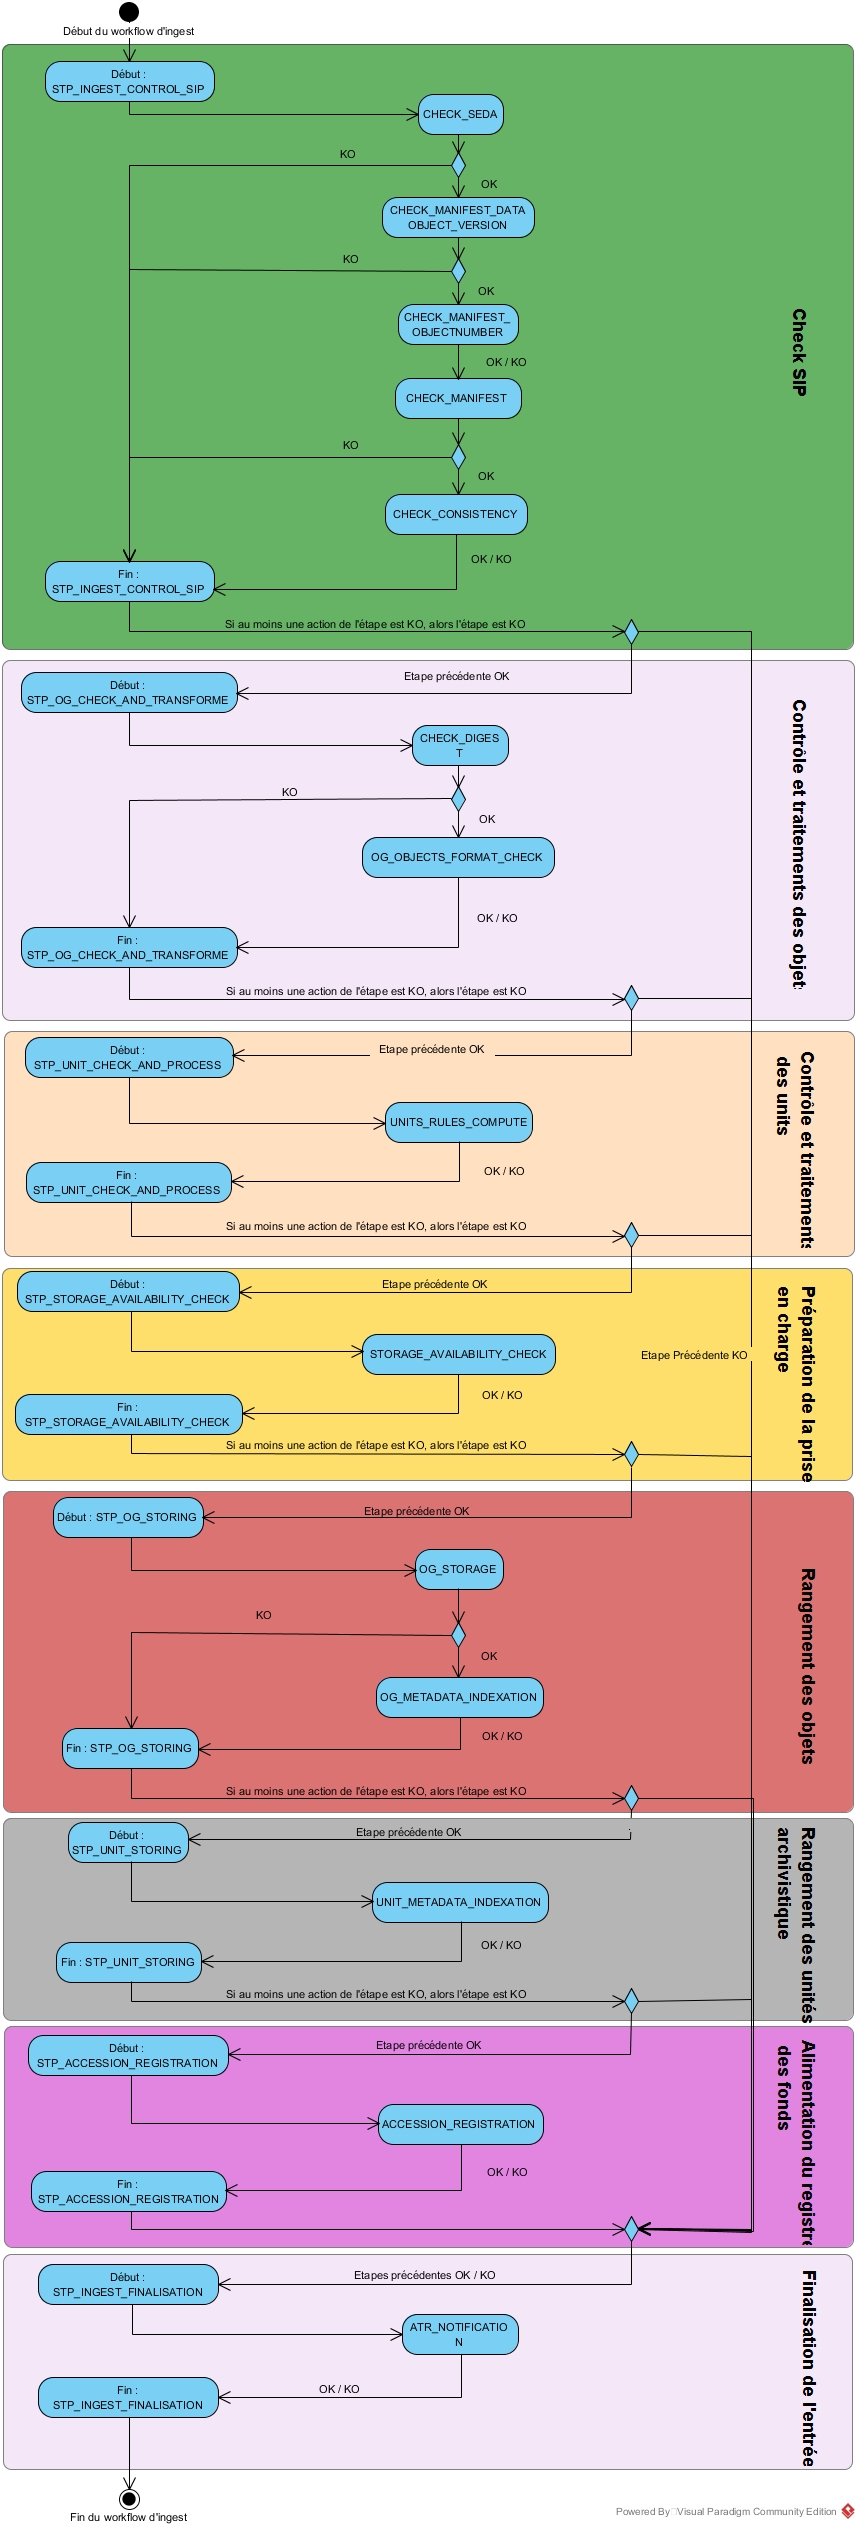 Début du workflow d'ingest
Début :
STP_INGEST_CONTROL_SIP
CHECK_SEDA
KO
OK
CHECK_MANIFEST_DATA
OBJECT_VERSION
KO
OK
CHECK_MANIFEST_
OBJECTNUMBER
Check SIP
OK / KO
CHECK_MANIFEST
KO
OK
CHECK_CONSISTENCY
OK / KO
Fin :
STP_INGEST_CONTROL_SIP
Si au moins une action de l'étape est KO, alors l'étape est KO
Etape précédente OK
Début :
STP_OG_CHECK_AND_TRANSFORME
Contrôle et traitements des objet
CHECK_DIGES
T
KO
OK
OG_OBJECTS_FORMAT_CHECK
OK / KO
Fin :
STP_OG_CHECK_AND_TRANSFORME
Si au moins une action de l'étape est KO, alors l'étape est KO
Etape précédente OK
Début :
STP_UNIT_CHECK_AND_PROCESS
Contrôle et traitements
des units
UNITS_RULES_COMPUTE
OK / KO
Fin :
STP_UNIT_CHECK_AND_PROCESS
Si au moins une action de l'étape est KO, alors l'étape est KO
Etape précédente OK
Début :
STP_STORAGE_AVAILABILITY_CHECK
Préparation de la prise
en charge
STORAGE_AVAILABILITY_CHECK
Etape Précédente KO
OK / KO
Fin :
STP_STORAGE_AVAILABILITY_CHECK
Si au moins une action de l'étape est KO, alors l'étape est KO
Etape précédente OK
Début : STP_OG_STORING
OG_STORAGE
Rangement des objets
KO
OK
OG_METADATA_INDEXATION
OK / KO
Fin : STP_OG_STORING
Si au moins une action de l'étape est KO, alors l'étape est KO
Etape précédente OK
Début :
STP_UNIT_STORING
Rangement des unités
archivistique
UNIT_METADATA_INDEXATION
OK / KO
Fin : STP_UNIT_STORING
Si au moins une action de l'étape est KO, alors l'étape est KO
Etape précédente OK
Début :
STP_ACCESSION_REGISTRATION
Alimentation du registre
des fonds
ACCESSION_REGISTRATION
OK / KO
Fin :
STP_ACCESSION_REGISTRATION
Etapes précédentes OK / KO
Début :
STP_INGEST_FINALISATION
Finalisation de l'entrée
ATR_NOTIFICATIO
N
OK / KO
Fin :
STP_INGEST_FINALISATION
Fin du workflow d'ingest
Powered By Visual Paradigm Community Edition